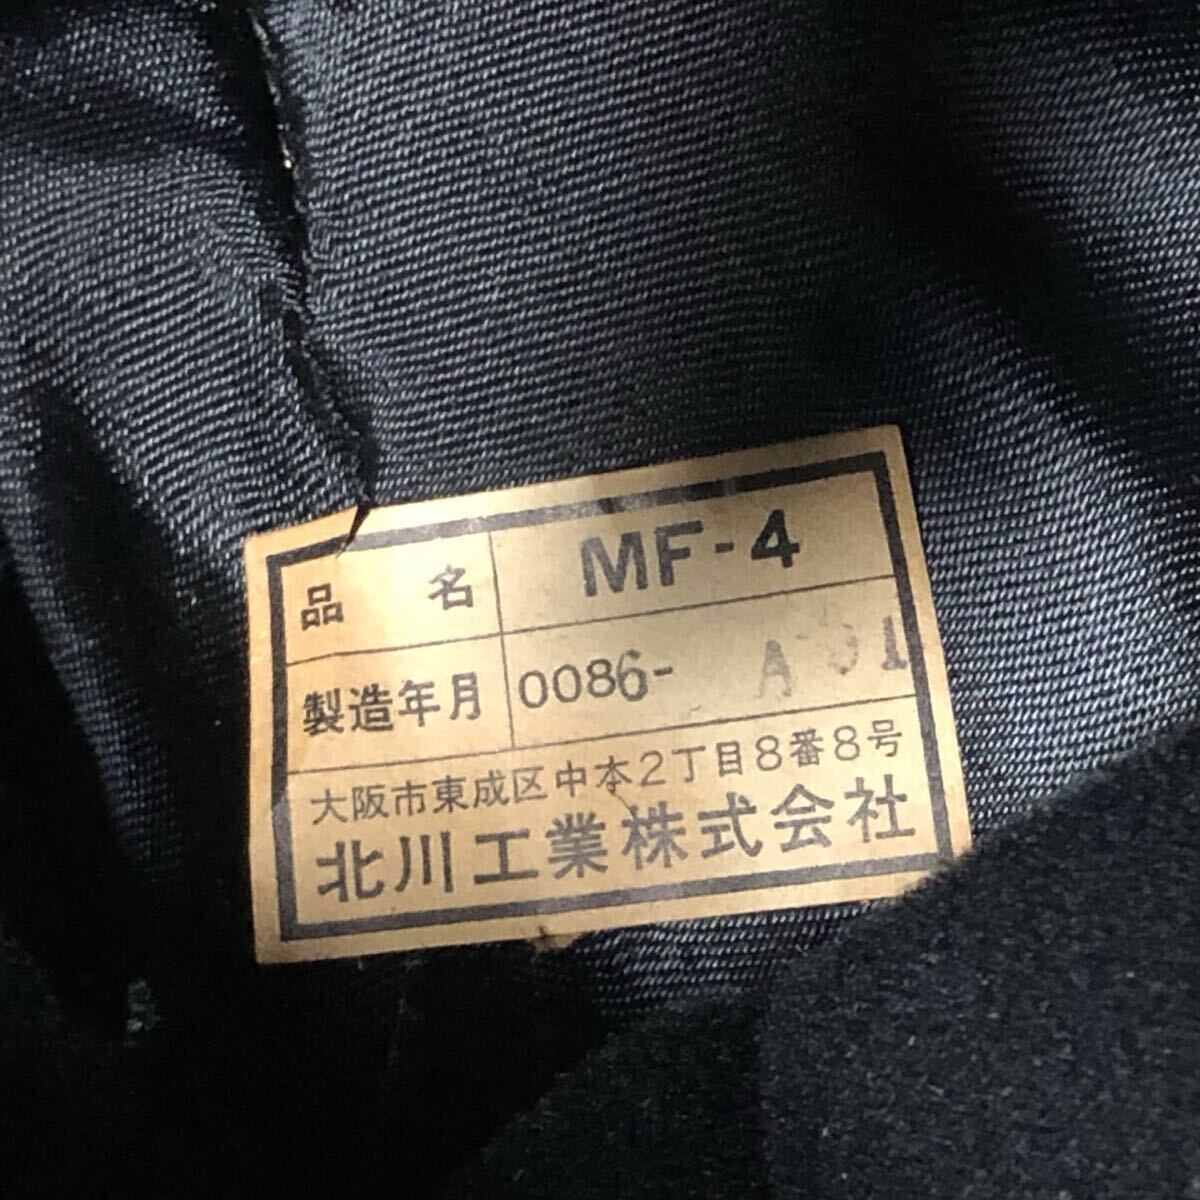 品名 MF-4
製造年月 0086- A
大阪市東成区中本2丁目8番8号
北川工業株式会社